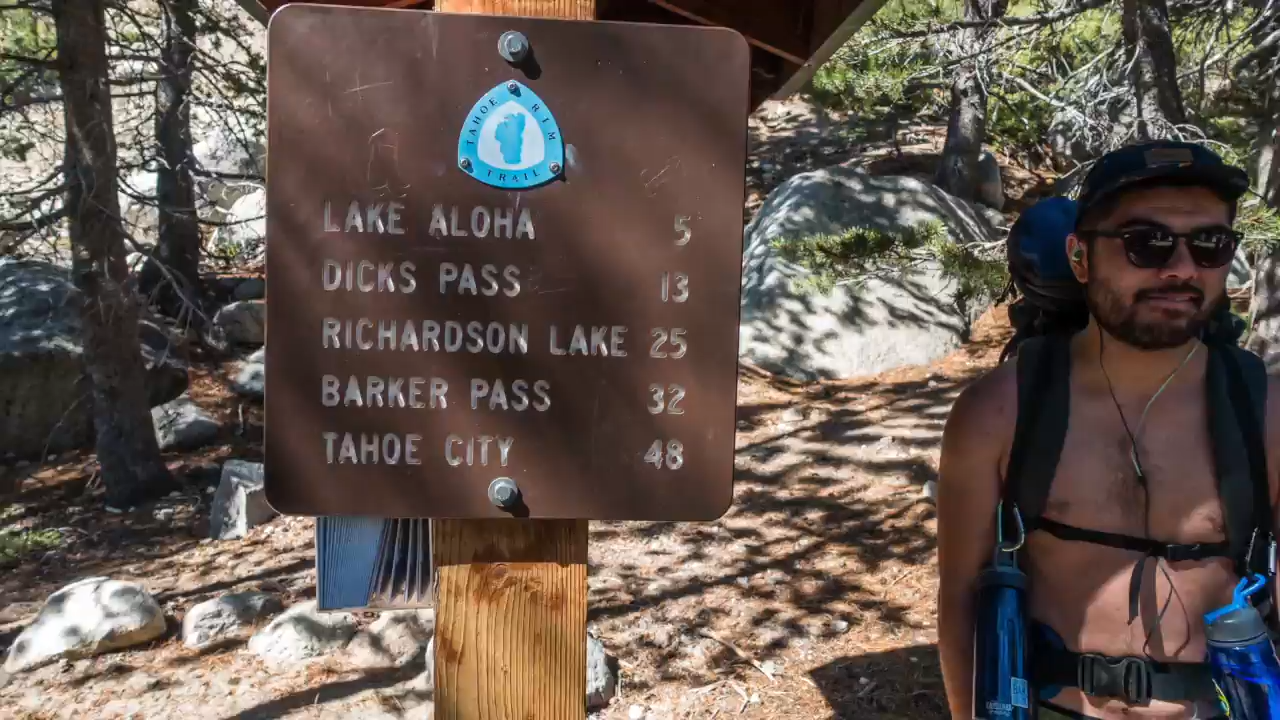 TAHOE RIM
TRAIL
LAKE ALOHA 5
DICKS PASS 13
RICHARDSON LAKE 25
BARKER PASS 32
TAHOE CITY 48